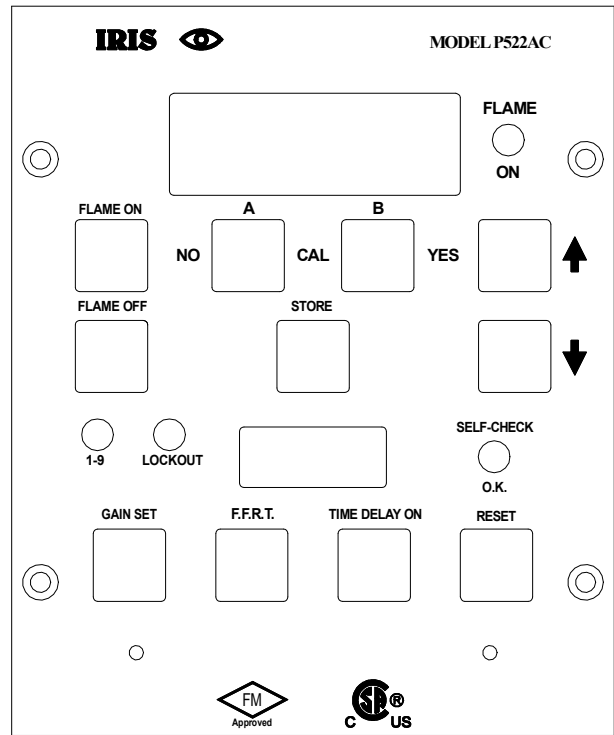 IRIS
MODEL P522AC
FLAME
ON
FLAME ON
A
B
NO
CAL
YES
FLAME OFF
STORE
1-9
LOCKOUT
SELF-CHECK
O.K.
GAIN SET
F.F.R.T.
TIME DELAY ON
RESET
FM
Approved
CSA ®
C US